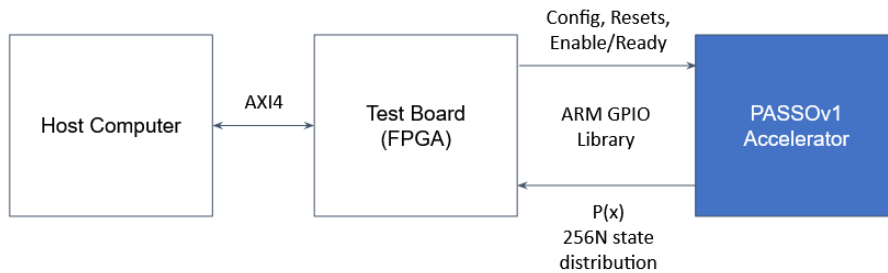 Config, Resets,
Enable/Ready
Host Computer
AXI4
Test Board
(FPGA)
ARM GPIO
Library
PASSOv1
Accelerator
P(x)
256N state
distribution